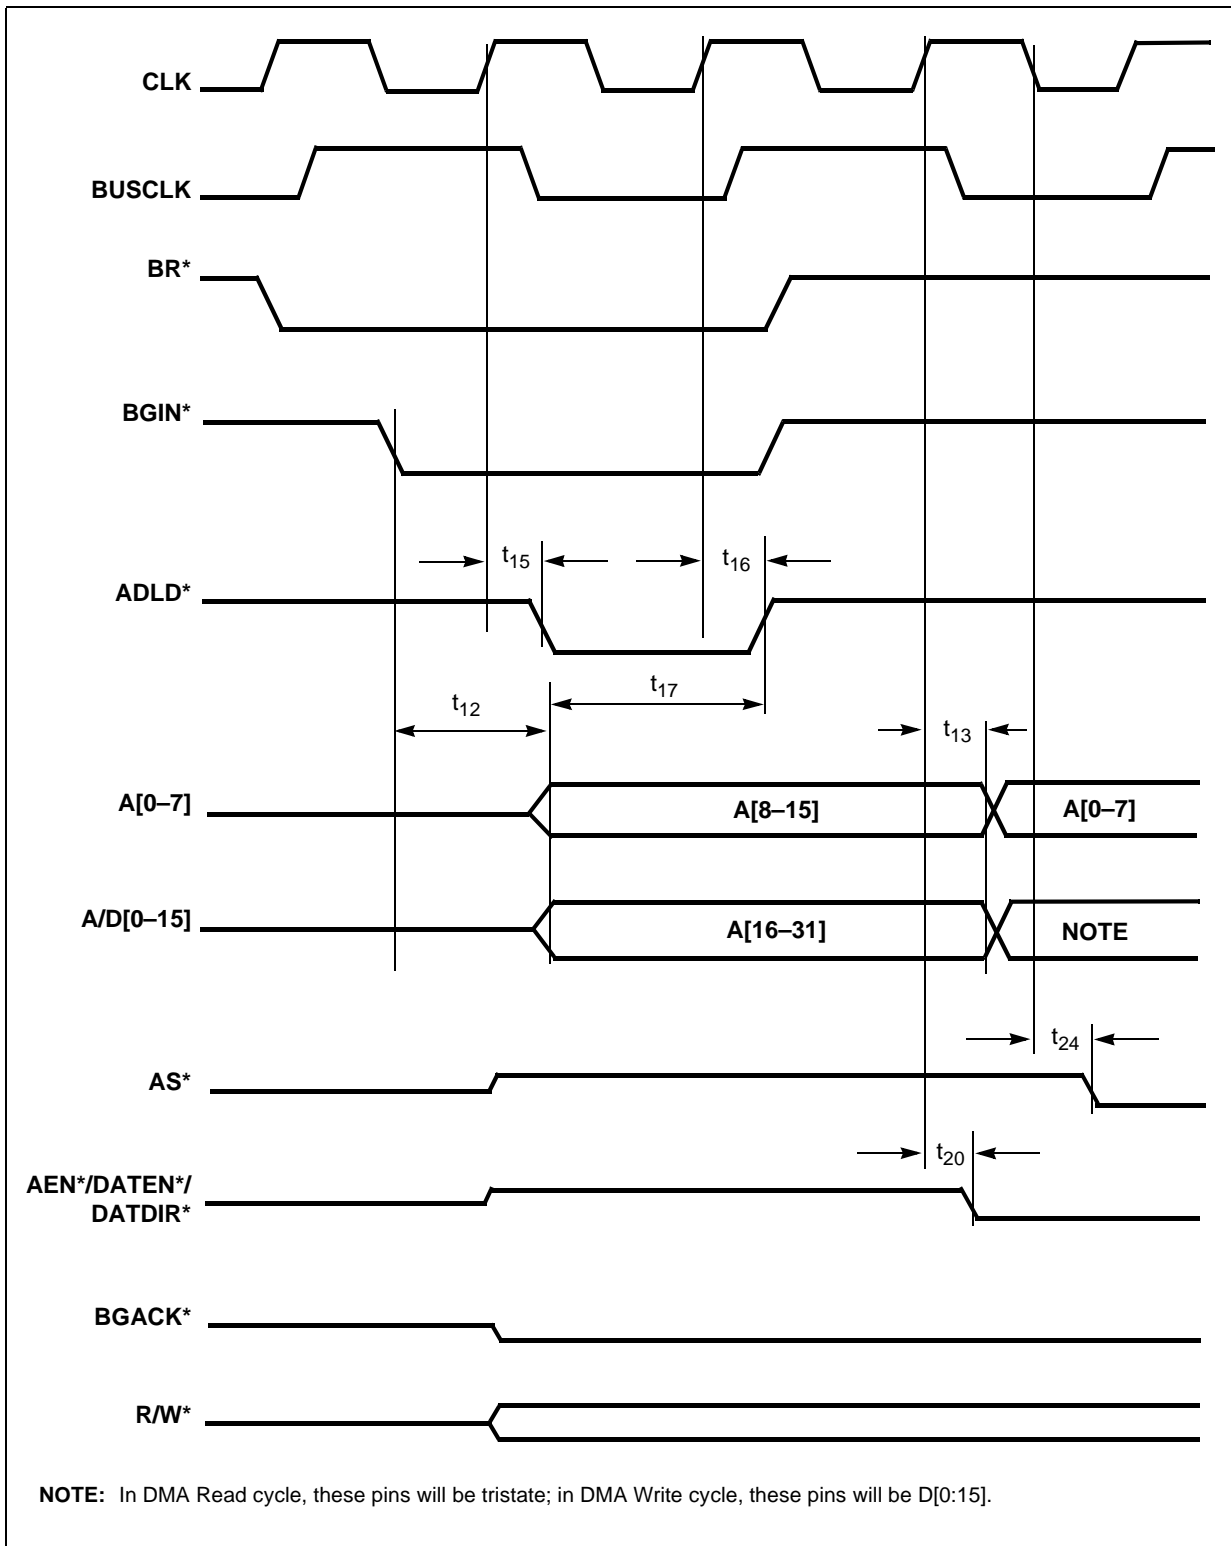 CLK
BUSCLK
BR*
BGIN*
t15
t16
ADLD*
t12
t17
t13
A[0–7]
A[8–15]
A[0–7]
A/D[0–15]
A[16–31]
NOTE
t24
AS*
t20
AEN*/DATEN*/
DATDIR*
BGACK*
R/W*
NOTE: In DMA Read cycle, these pins will be tristate; in DMA Write cycle, these pins will be D[0:15].